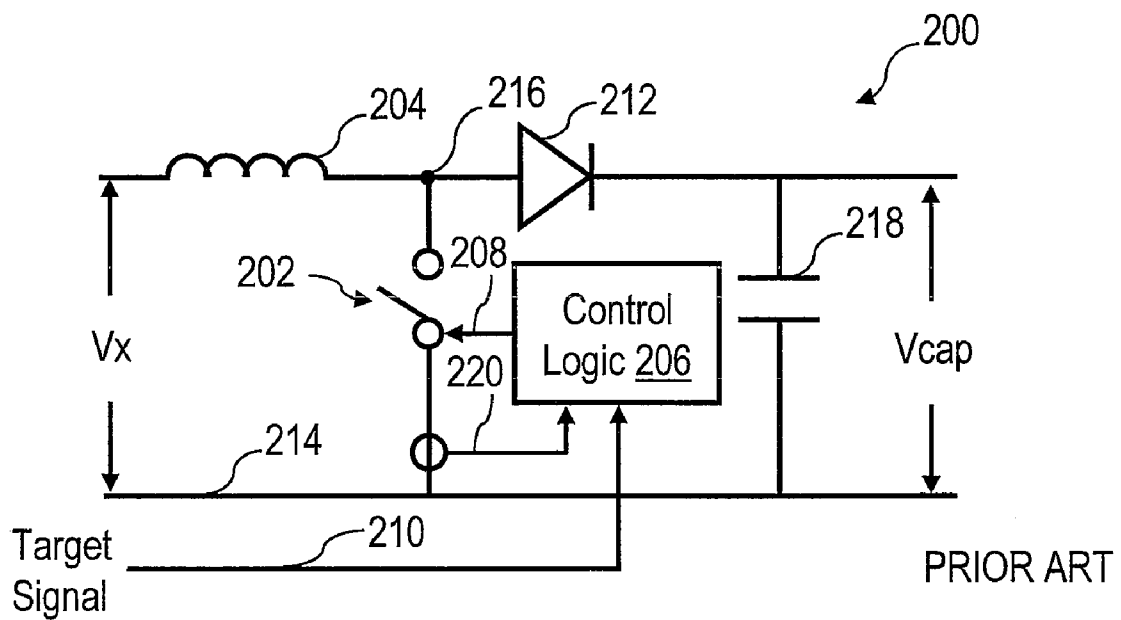 200
204
216
212
218
208
202
Control
Logic 206
Vx
Vcap
220
214
210
Target
Signal
PRIOR ART